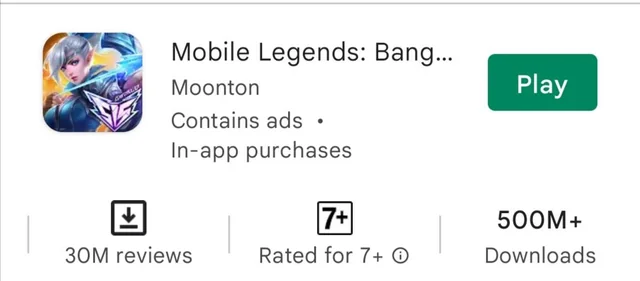 Mobile Legends: Bang...
Moonton
Contains ads •
In-app purchases
Play
30M reviews
7+
Rated for 7+
500M+
Downloads